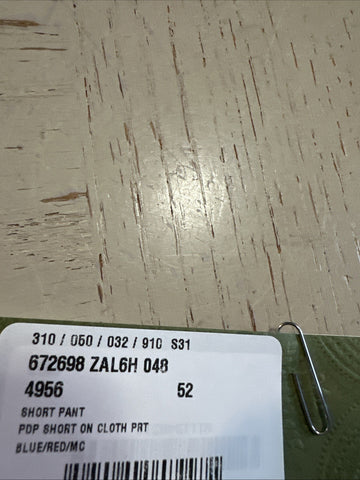 310 / 050 / 032 / 910 S31
672698 ZAL6H 048
4956 52
SHORT PANT
PDP SHORT ON CLOTH PRT
BLUE/RED/MC